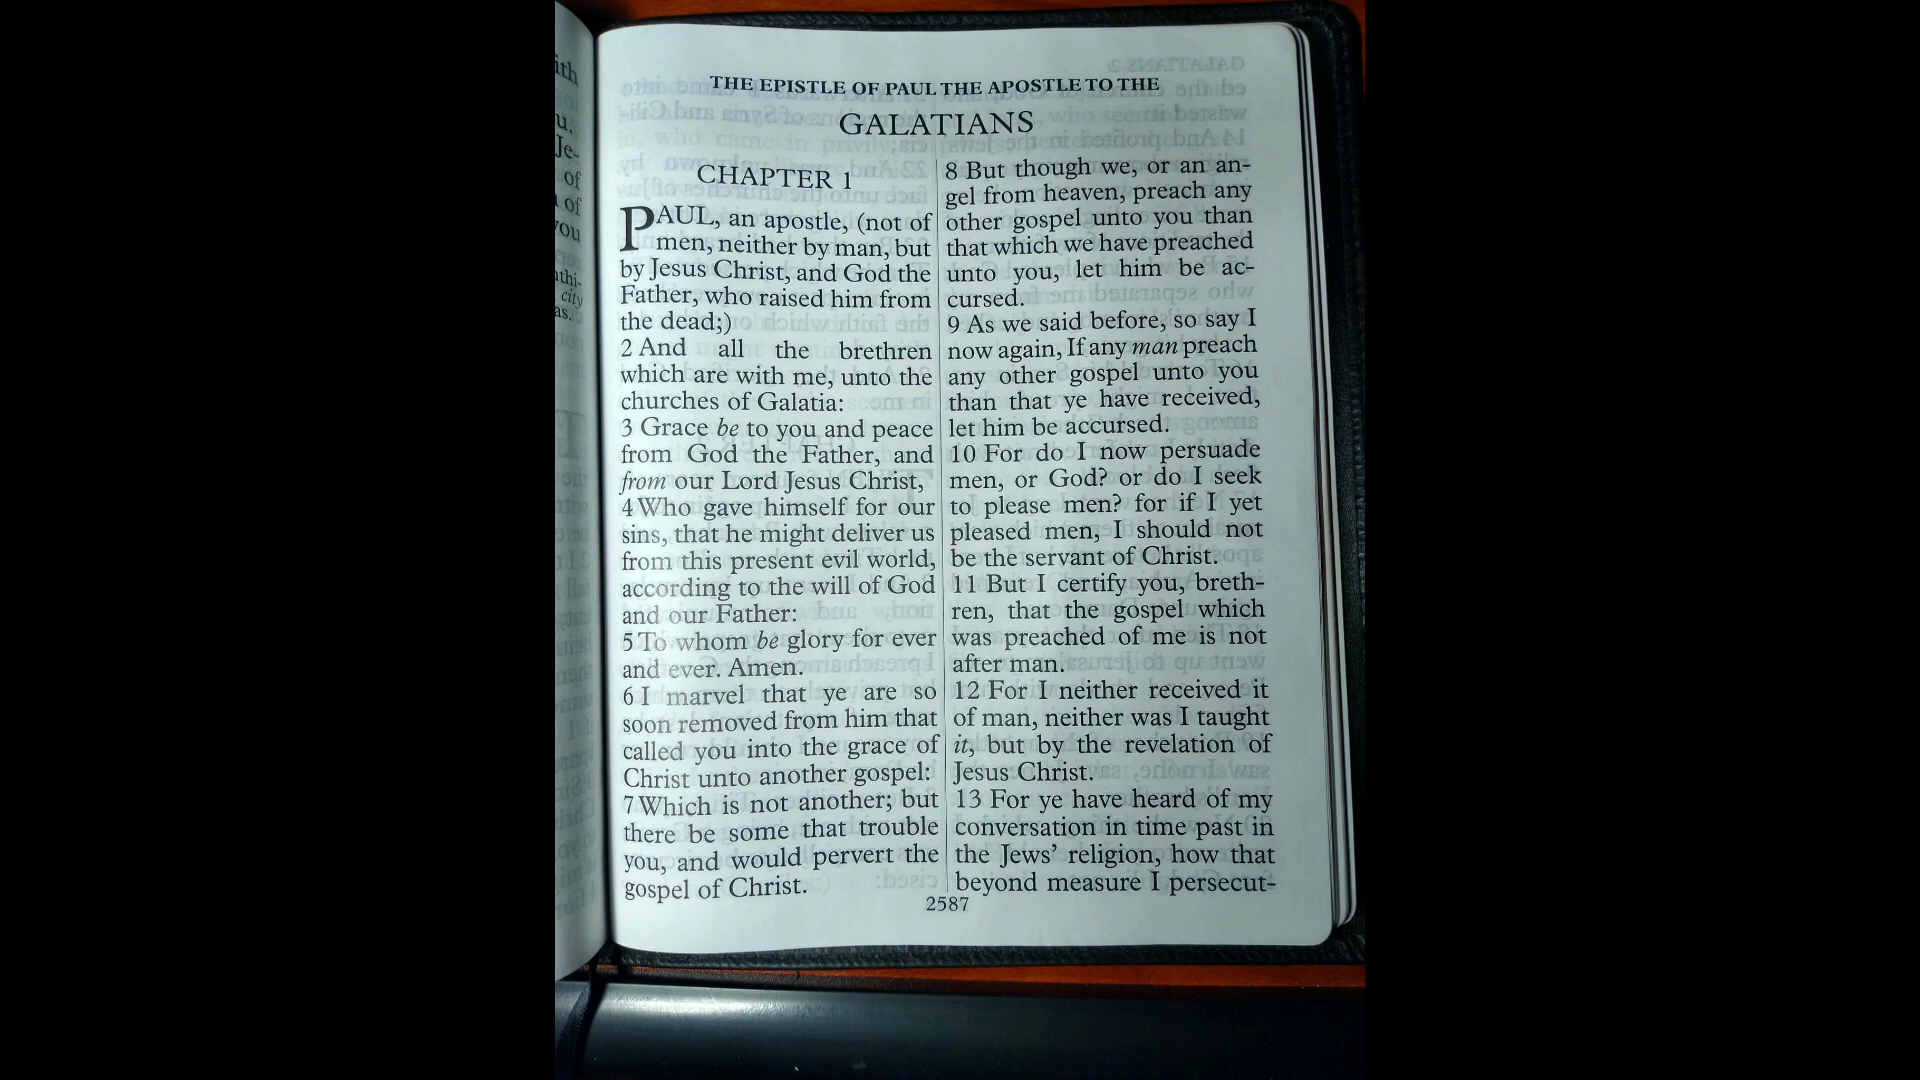 THE EPISTLE OF PAUL THE APOSTLE TO THE
GALATIANS
CHAPTER 1
PAUL, an apostle, (not of
men, neither by man, but
by Jesus Christ, and God the
Father, who raised him from
the dead;)
2 And all the brethren
which are with me, unto the
churches of Galatia:
3 Grace be to you and peace
from God the Father, and
from our Lord Jesus Christ,
4 Who gave himself for our
sins, that he might deliver us
from this present evil world,
according to the will of God
and our Father:
5 To whom be glory for ever
and ever. Amen.
6 I marvel that ye are so
soon removed from him that
called you into the grace of
Christ unto another gospel:
7 Which is not another; but
there be some that trouble
you, and would pervert the
gospel of Christ.
8 But though we, or an an-
gel from heaven, preach any
other gospel unto you than
that which we have preached
unto you, let him be ac-
cursed.
9 As we said before, so say I
now again, If any man preach
any other gospel unto you
than that ye have received,
let him be accursed.
10 For do I now persuade
men, or God? or do I seek
to please men? for if I yet
pleased men, I should not
be the servant of Christ.
11 But I certify you, breth-
ren, that the gospel which
was preached of me is not
after man.
12 For I neither received it
of man, neither was I taught
it, but by the revelation of
Jesus Christ.
13 For ye have heard of my
conversation in time past in
the Jews' religion, how that
beyond measure I persecut-
2587